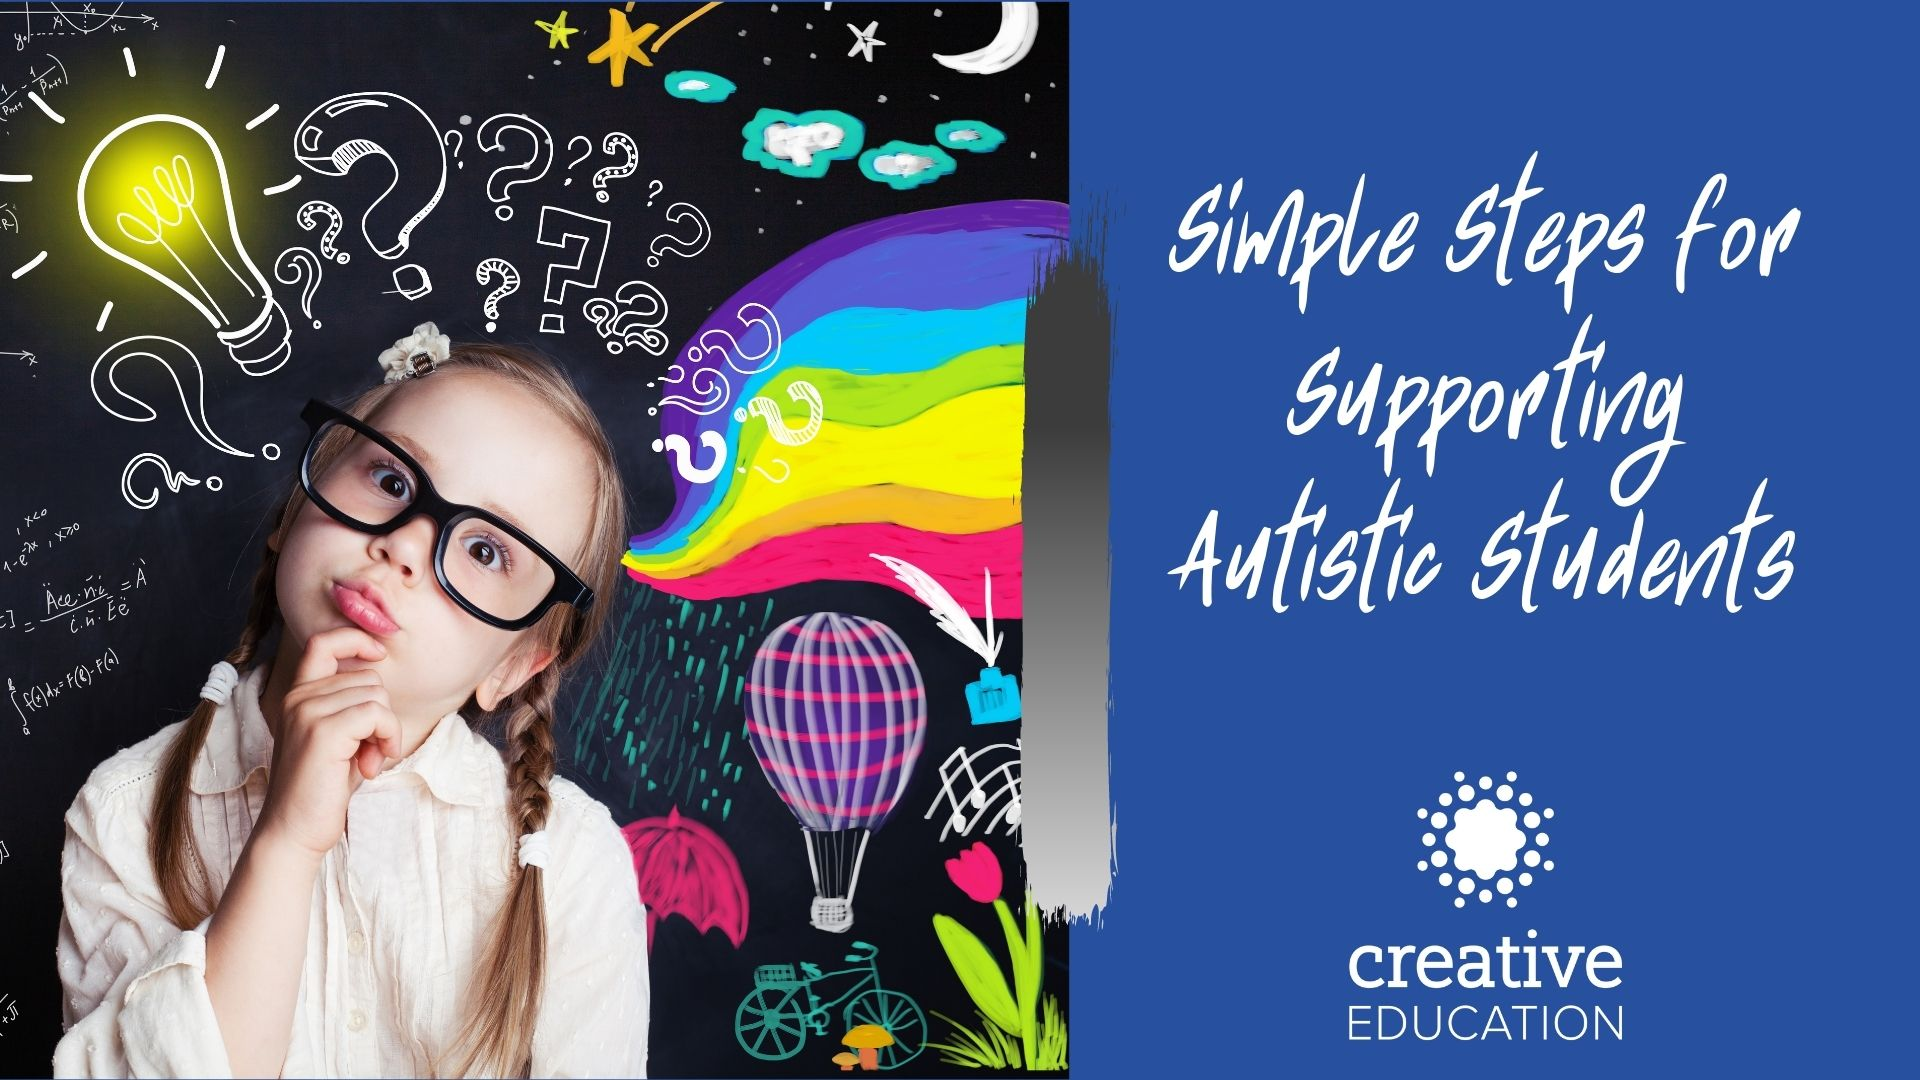 Simple Steps for
Supporting
Autistic Students
creative
EDUCATION